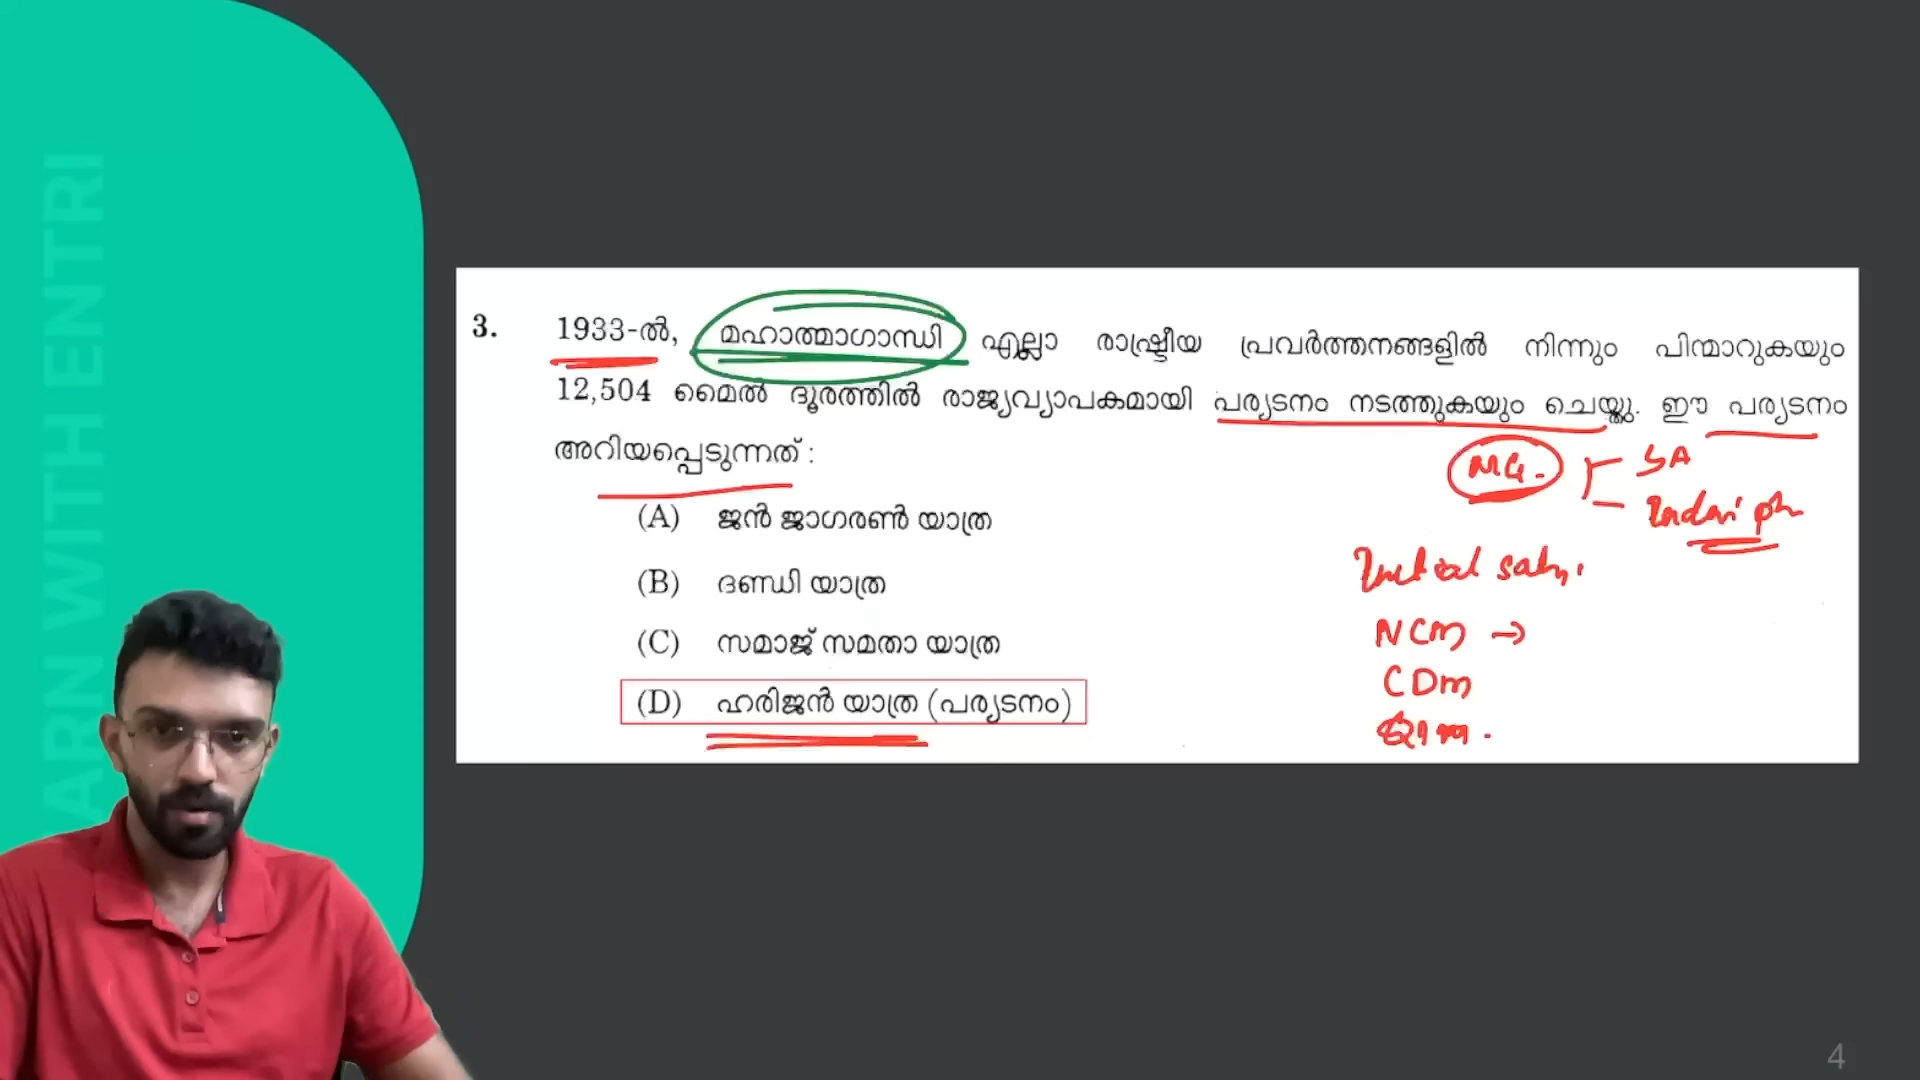 ARN WITH ENTRI
3. 1933-ൽ, മഹാത്മാഗാന്ധി എല്ലാ രാഷ്ട്രീയ പ്രവർത്തനങ്ങളിൽ നിന്നും പിന്മാറുകയും
12,504 മൈൽ ദൂരത്തിൽ രാജ്യവ്യാപകമായി പര്യടനം നടത്തുകയും ചെയ്തു. ഈ പര്യടനം
അറിയപ്പെടുന്നത് :
MG. SA
(A) ജൻ ജാഗരൺ യാത്ര
(B) ദണ്ഡി യാത്ര
NCM →
(C) സമാജ് സമതാ യാത്ര
CDM
(D) ഹരിജൻ യാത്ര (പര്യടനം)
4